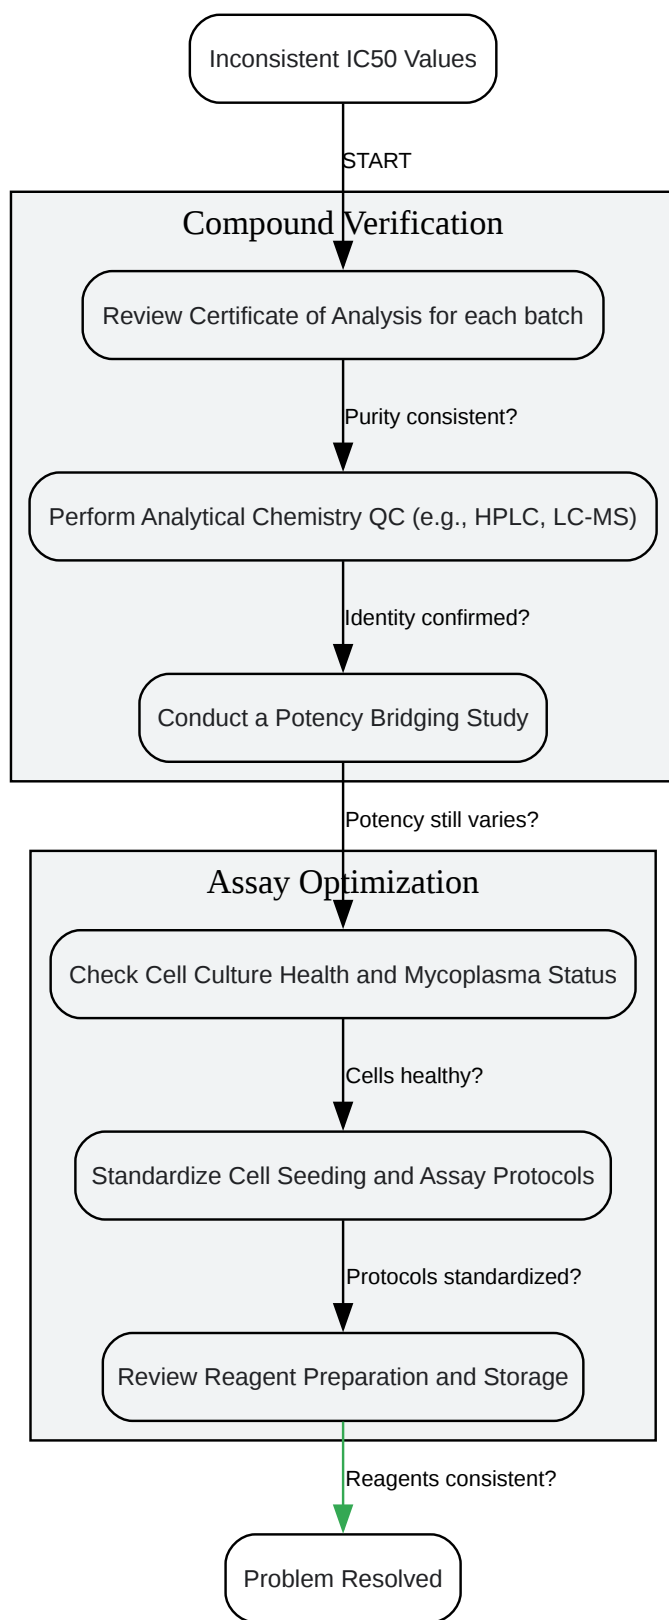 Inconsistent IC50 Values
START
Compound Verification
Review Certificate of Analysis for each batch
Purity consistent?
Perform Analytical Chemistry QC (e.g., HPLC, LC-MS)
Identity confirmed?
Conduct a Potency Bridging Study
Potency still varies?
Assay Optimization
Check Cell Culture Health and Mycoplasma Status
Cells healthy?
Standardize Cell Seeding and Assay Protocols
Protocols standardized?
Review Reagent Preparation and Storage
Reagents consistent?
Problem Resolved